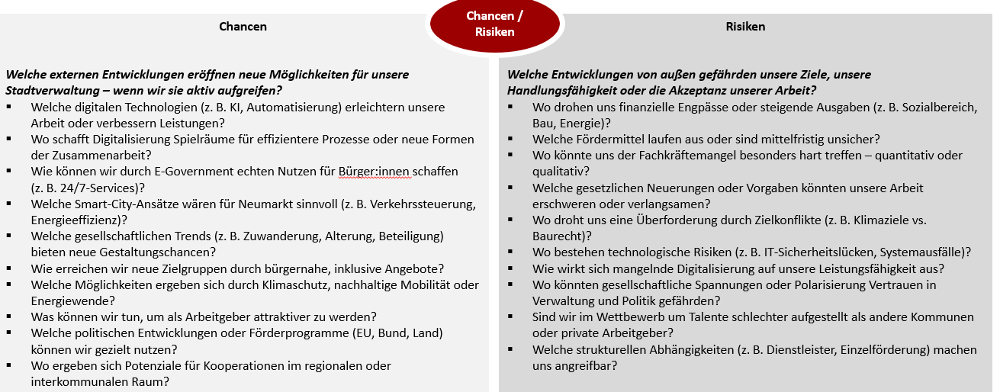 Chancen /
Risiken
Chancen
Welche externen Entwicklungen eröffnen neue Möglichkeiten für unsere
Stadtverwaltung – wenn wir sie aktiv aufgreifen?
▪ Welche digitalen Technologien (z. B. KI, Automatisierung) erleichtern unsere
Arbeit oder verbessern Leistungen?
▪ Wo schafft Digitalisierung Spielräume für effizientere Prozesse oder neue Formen
der Zusammenarbeit?
▪ Wie können wir durch E-Government echten Nutzen für Bürger:innen schaffen
(z. B. 24/7-Services)?
▪ Welche Smart-City-Ansätze wären für Neumarkt sinnvoll (z. B. Verkehrssteuerung,
Energieeffizienz)?
▪ Welche gesellschaftlichen Trends (z. B. Zuwanderung, Alterung, Beteiligung)
bieten neue Gestaltungschancen?
▪ Wie erreichen wir neue Zielgruppen durch bürgernahe, inklusive Angebote?
▪ Welche Möglichkeiten ergeben sich durch Klimaschutz, nachhaltige Mobilität oder
Energiewende?
▪ Was können wir tun, um als Arbeitgeber attraktiver zu werden?
▪ Welche politischen Entwicklungen oder Förderprogramme (EU, Bund, Land)
können wir gezielt nutzen?
▪ Wo ergeben sich Potenziale für Kooperationen im regionalen oder
interkommunalen Raum?
Risiken
Welche Entwicklungen von außen gefährden unsere Ziele, unsere
Handlungsfähigkeit oder die Akzeptanz unserer Arbeit?
▪ Wo drohen uns finanzielle Engpässe oder steigende Ausgaben (z. B. Sozialbereich,
Bau, Energie)?
▪ Welche Fördermittel laufen aus oder sind mittelfristig unsicher?
▪ Wo könnte uns der Fachkräftemangel besonders hart treffen – quantitativ oder
qualitativ?
▪ Welche gesetzlichen Neuerungen oder Vorgaben könnten unsere Arbeit
erschweren oder verlangsamen?
▪ Wo droht uns eine Überforderung durch Zielkonflikte (z. B. Klimaziele vs.
Baurecht)?
▪ Wo bestehen technologische Risiken (z. B. IT-Sicherheitslücken, Systemausfälle)?
▪ Wie wirkt sich mangelnde Digitalisierung auf unsere Leistungsfähigkeit aus?
▪ Wo könnten gesellschaftliche Spannungen oder Polarisierung Vertrauen in
Verwaltung und Politik gefährden?
▪ Sind wir im Wettbewerb um Talente schlechter aufgestellt als andere Kommunen
oder private Arbeitgeber?
▪ Welche strukturellen Abhängigkeiten (z. B. Dienstleister, Einzelförderung) machen
uns angreifbar?